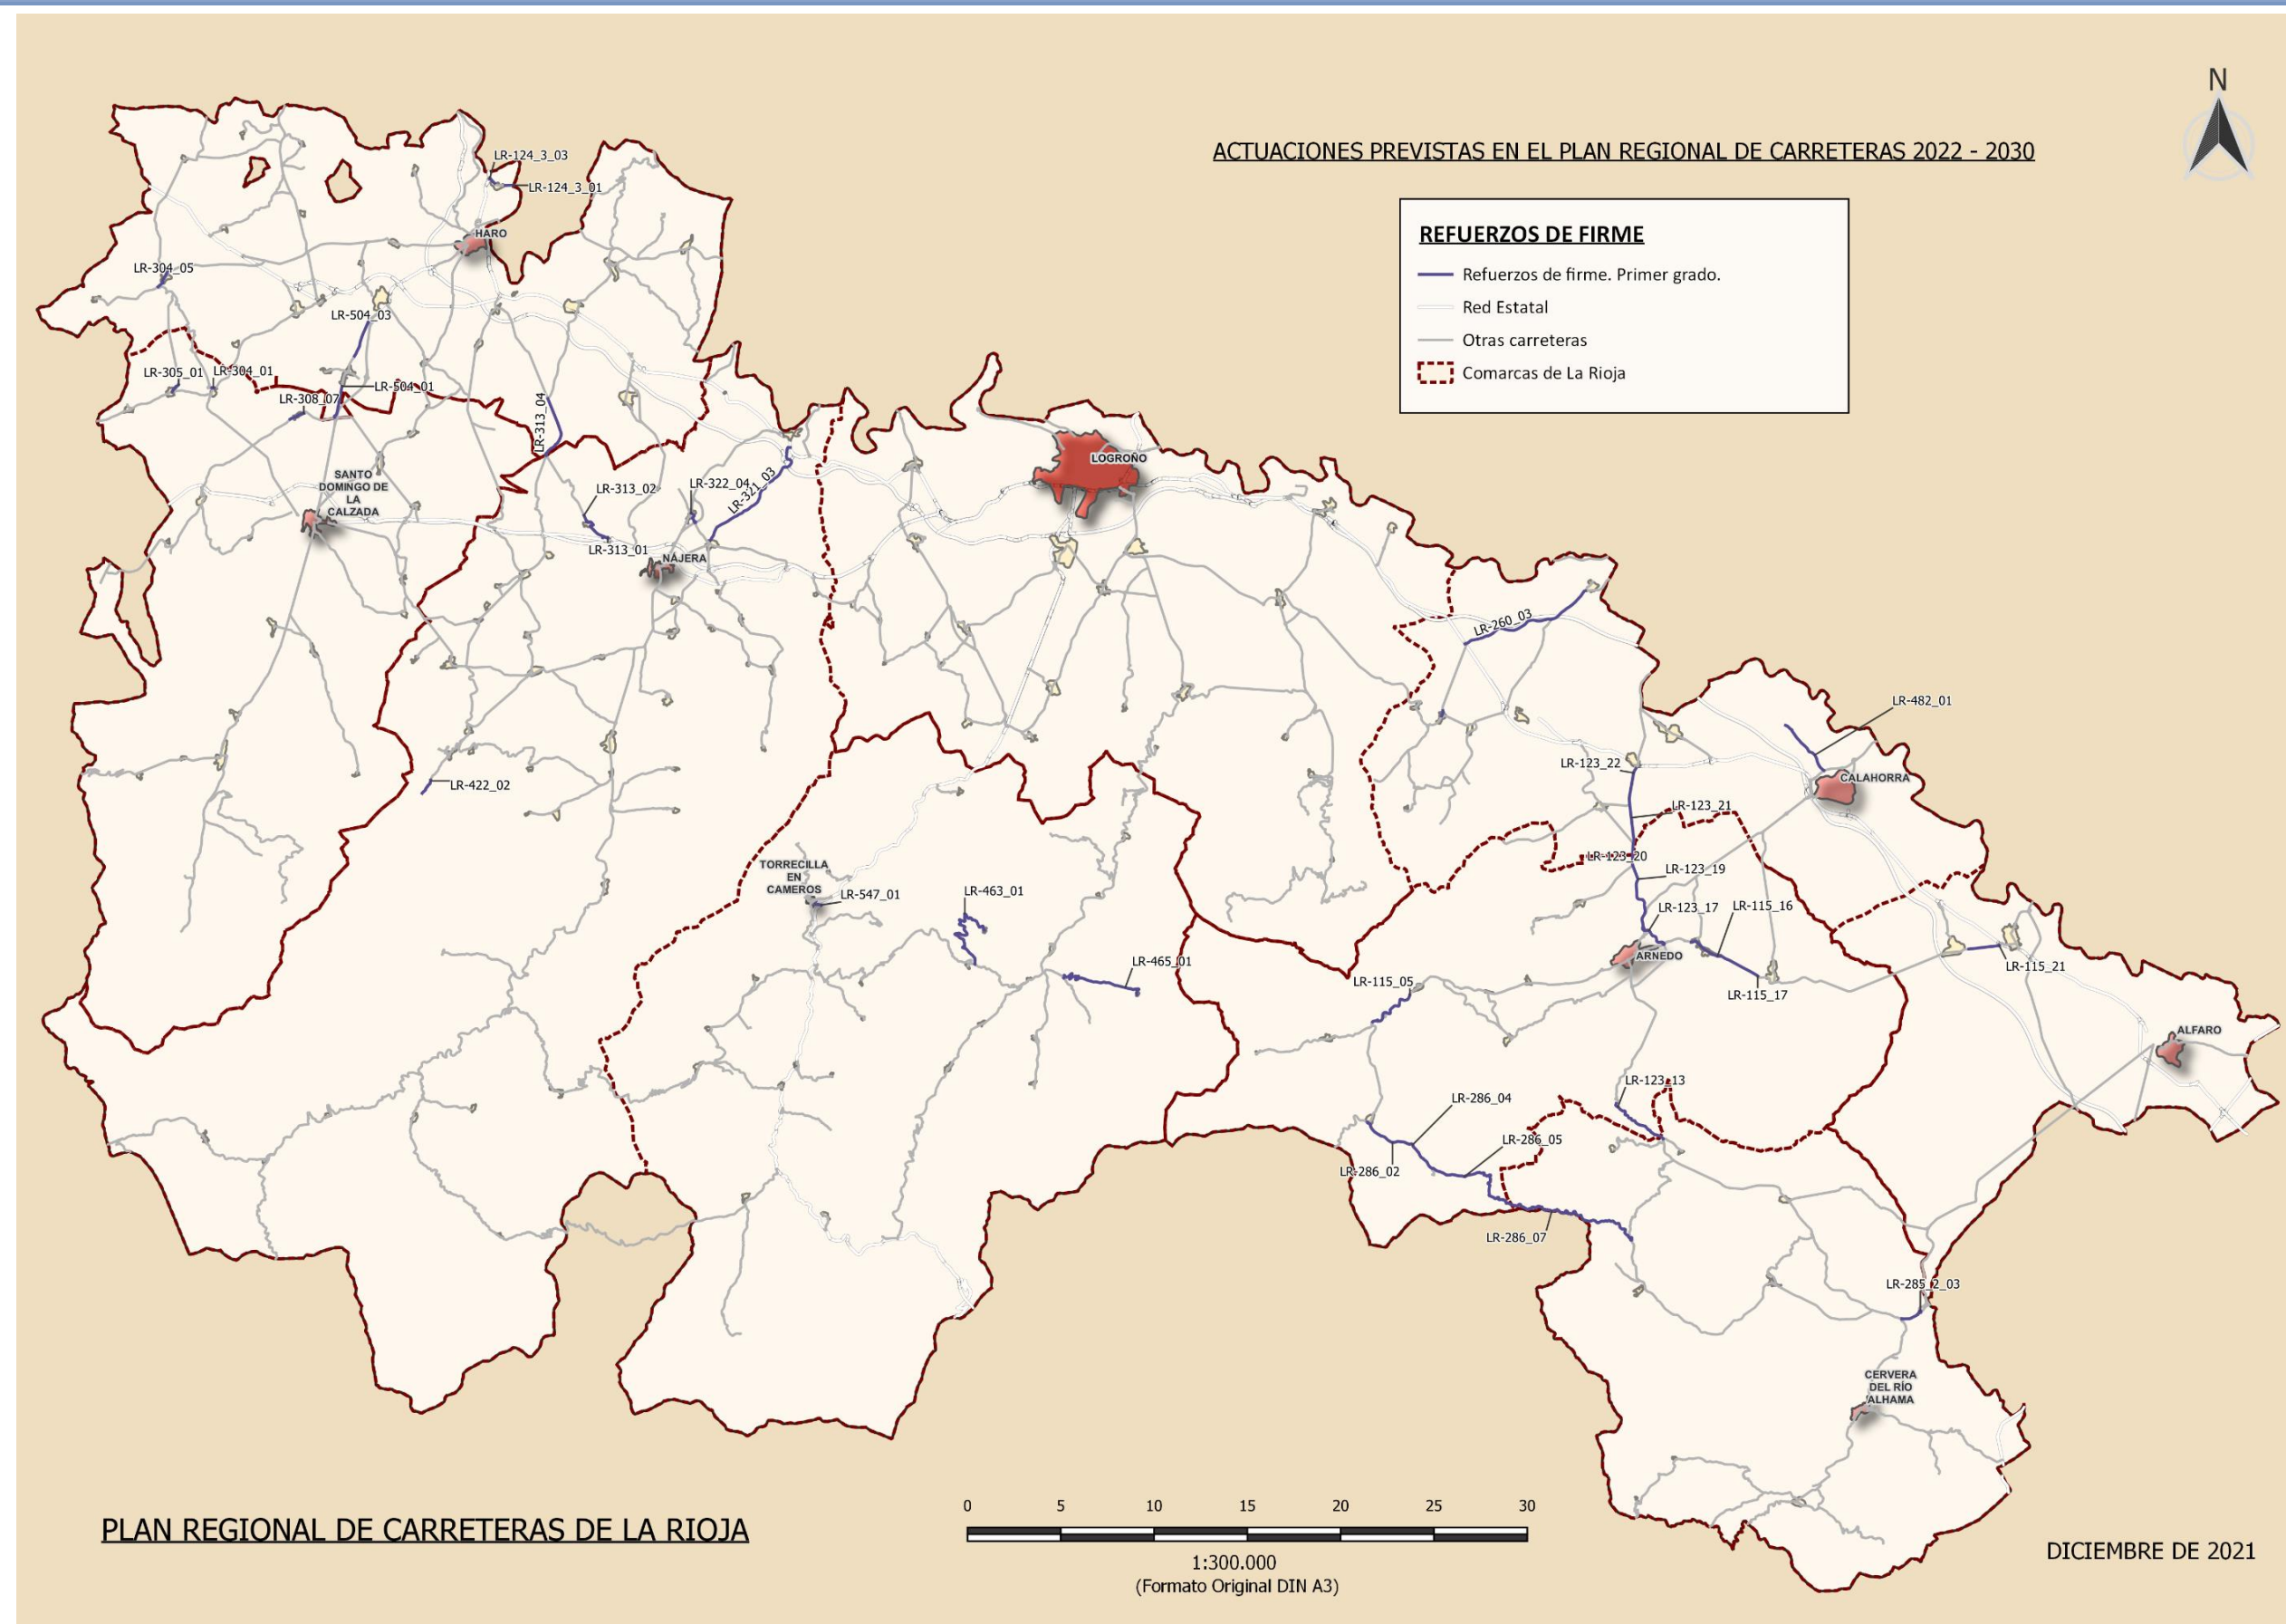 N
ACTUACIONES PREVISTAS EN EL PLAN REGIONAL DE CARRETERAS 2022 - 2030
REFUERZOS DE FIRME
Refuerzos de firme. Primer grado.
Red Estatal
Otras carreteras
Comarcas de La Rioja
LR-124_3_03
LR-124_3_01
HARO
LR-304_05
LR-504_03
LR-305_01
LR-304_01
LR-504_01
LR-308_07
LR-313_04
LOGROÑO
SANTO
DOMINGO DE
LA
CALZADA
LR-313_02
LR-322_04
LR-321_03
LR-313_01
NÁJERA
LR-260_03
LR-482_01
LR-123_22
CALAHORRA
LR-422_02
LR-123_21
LR-123_20
TORRECILLA
EN
CAMEROS
LR-547_01
LR-463_01
LR-123_19
LR-123_17
LR-115_16
ARNEDO
LR-465_01
LR-115_21
LR-115_05
LR-115_17
ALFARO
LR-123_13
LR-286_04
LR-286_05
LR-286_02
LR-286_07
LR-285_2_03
CERVERA
DEL RÍO
ALHAMA
0 5 10 15 20 25 30
1:300.000
(Formato Original DIN A3)
PLAN REGIONAL DE CARRETERAS DE LA RIOJA
DICIEMBRE DE 2021